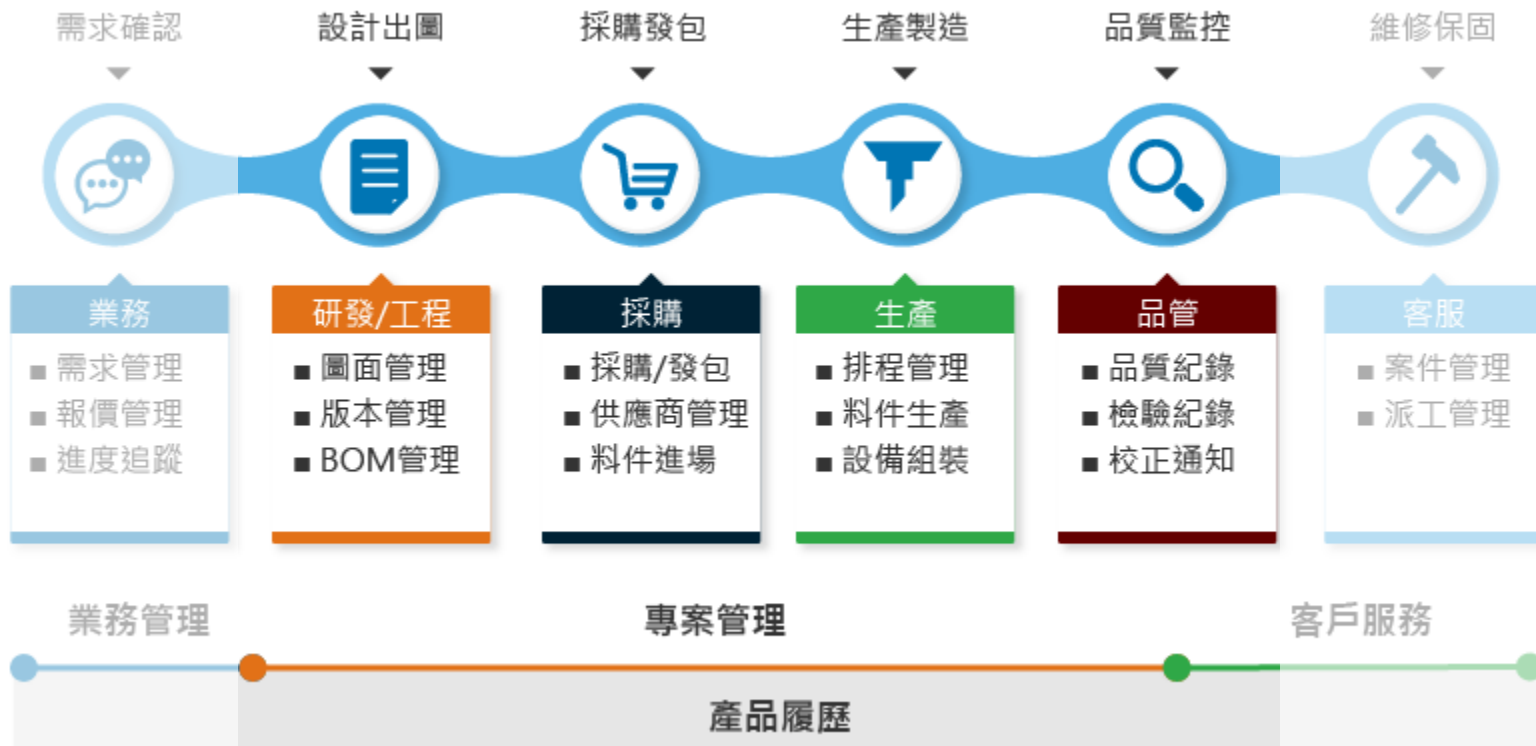 需求確認
設計出圖
採購發包
生產製造
品質監控
維修保固
業務
■ 需求管理
■ 報價管理
■ 進度追蹤
研發/工程
■ 圖面管理
■ 版本管理
■ BOM管理
採購
■ 採購/發包
■ 供應商管理
■ 料件進場
生產
■ 排程管理
■ 料件生產
■ 設備組裝
品管
■ 品質紀錄
■ 檢驗紀錄
■ 校正通知
客服
■ 案件管理
■ 派工管理
業務管理
專案管理
客戶服務
產品履歷